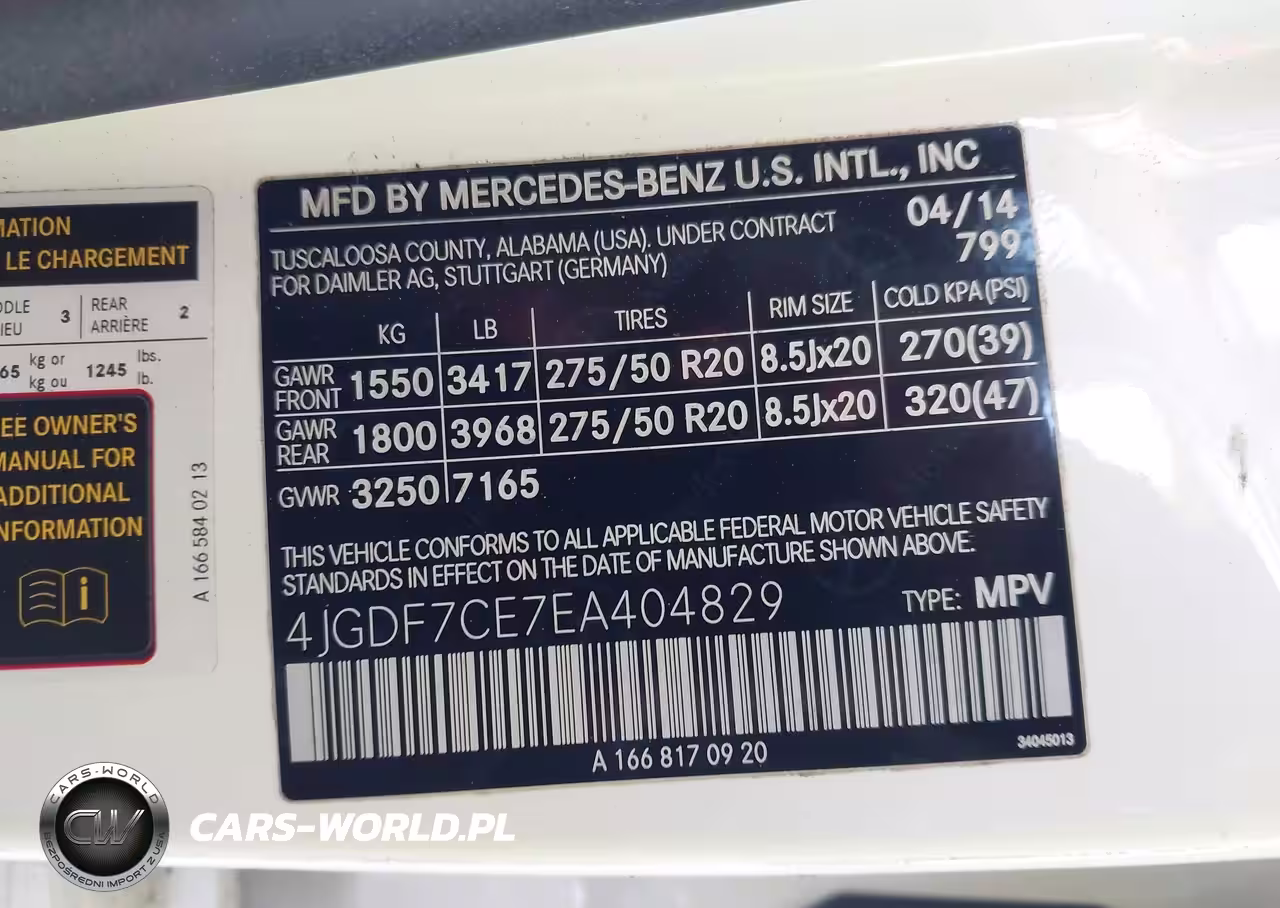 MATION
LE CHARGEMENT
DDLE
IEU 3
REAR
ARRIÈRE 2
65 kg or
kg ou 1245 lbs.
lb.
EE OWNER'S
MANUAL FOR
ADDITIONAL
NFORMATION
A 166 584 02 13
MFD BY MERCEDES-BENZ U.S. INTL., INC
TUSCALOOSA COUNTY, ALABAMA (USA). UNDER CONTRACT
FOR DAIMLER AG, STUTTGART (GERMANY)
04/14
799
KG LB TIRES RIM SIZE COLD KPA (PSI)
GAWR
FRONT 1550 3417 275/50 R20 8.5Jx20 270(39)
GAWR
REAR 1800 3968 275/50 R20 8.5Jx20 320(47)
GVWR 3250 7165
THIS VEHICLE CONFORMS TO ALL APPLICABLE FEDERAL MOTOR VEHICLE SAFETY
STANDARDS IN EFFECT ON THE DATE OF MANUFACTURE SHOWN ABOVE.
4JGDF7CE7EA404829 TYPE: MPV
A 166 817 09 20
34045013
CARS-WORLD
CW
BEZPOŚREDNI IMPORT Z USA
CARS-WORLD.PL